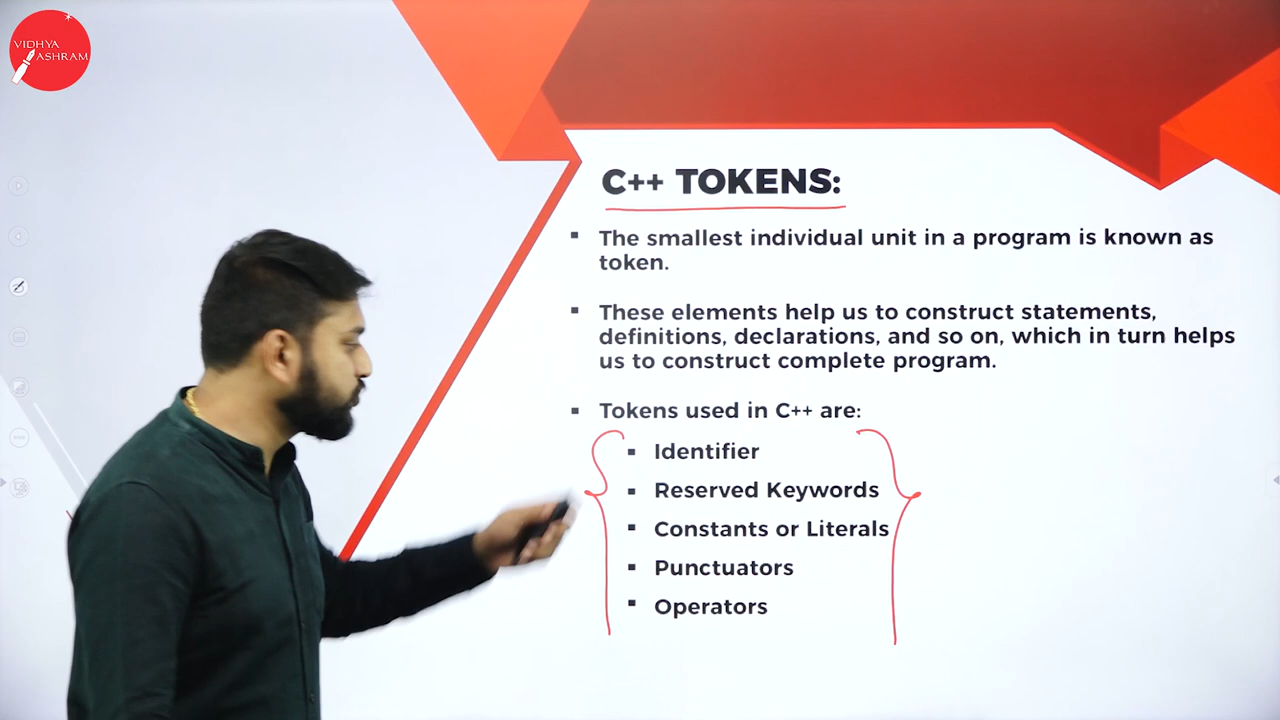 VIDHYA
ASHRAM
C++ TOKENS:
▪ The smallest individual unit in a program is known as
token.
▪ These elements help us to construct statements,
definitions, declarations, and so on, which in turn helps
us to construct complete program.
▪ Tokens used in C++ are:
▪ Identifier
▪ Reserved Keywords
▪ Constants or Literals
▪ Punctuators
▪ Operators